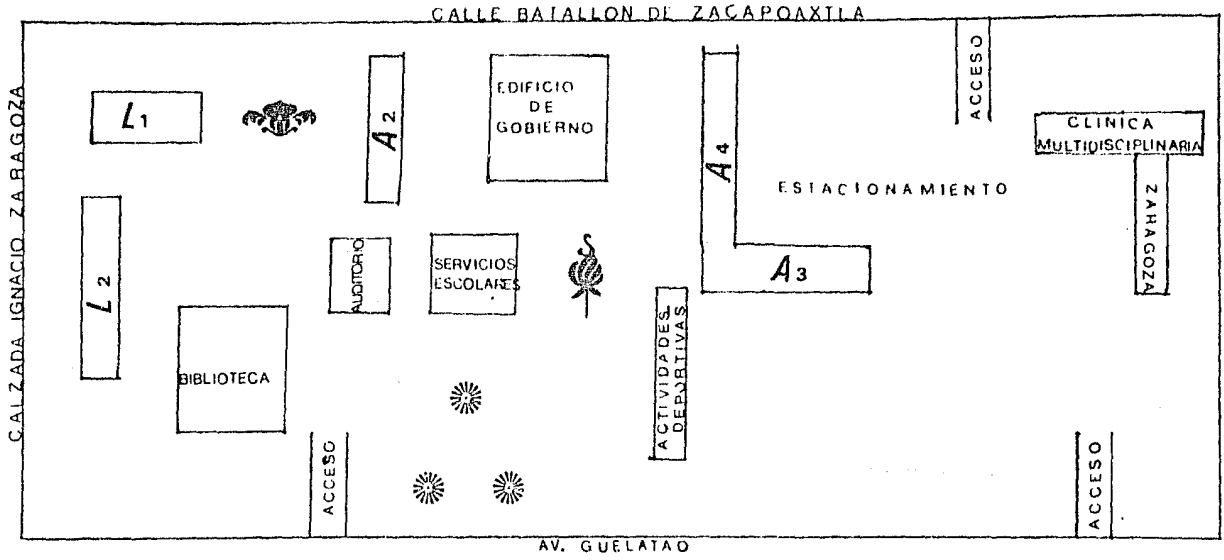 CALLE BATALLON DE ZACAPOAXTLA
CALZADA IGNACIO ZARAGOZA
L1
A2
EDIFICIO
DE
GOBIERNO
A4
ACCESO
CLINICA
MULTIDISCIPLINARIA
ESTACIONAMIENTO
ZARAGOZA
L2
AUDITORIO
SERVICIOS
ESCOLARES
A3
BIBLIOTECA
ACTIVIDADES
DEPORTIVAS
ACCESO
ACCESO
AV. GUELATAO